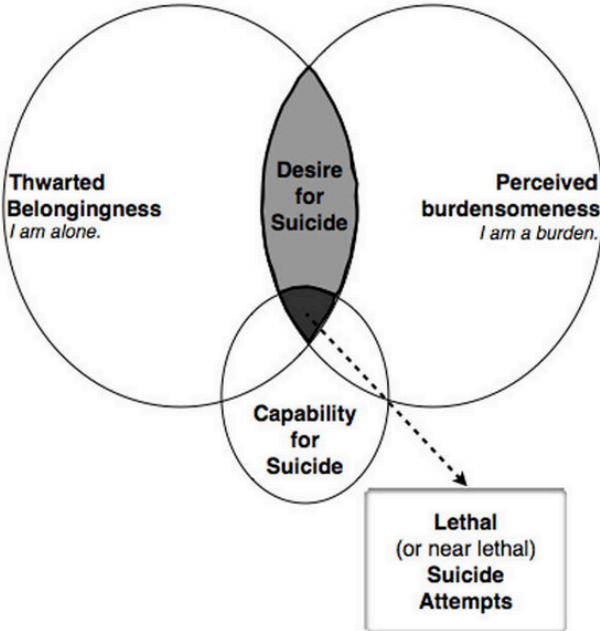 Thwarted
Belongingness
I am alone.
Desire
for
Suicide
Perceived
burdensomeness
I am a burden.
Capability
for
Suicide
Lethal
(or near lethal)
Suicide
Attempts